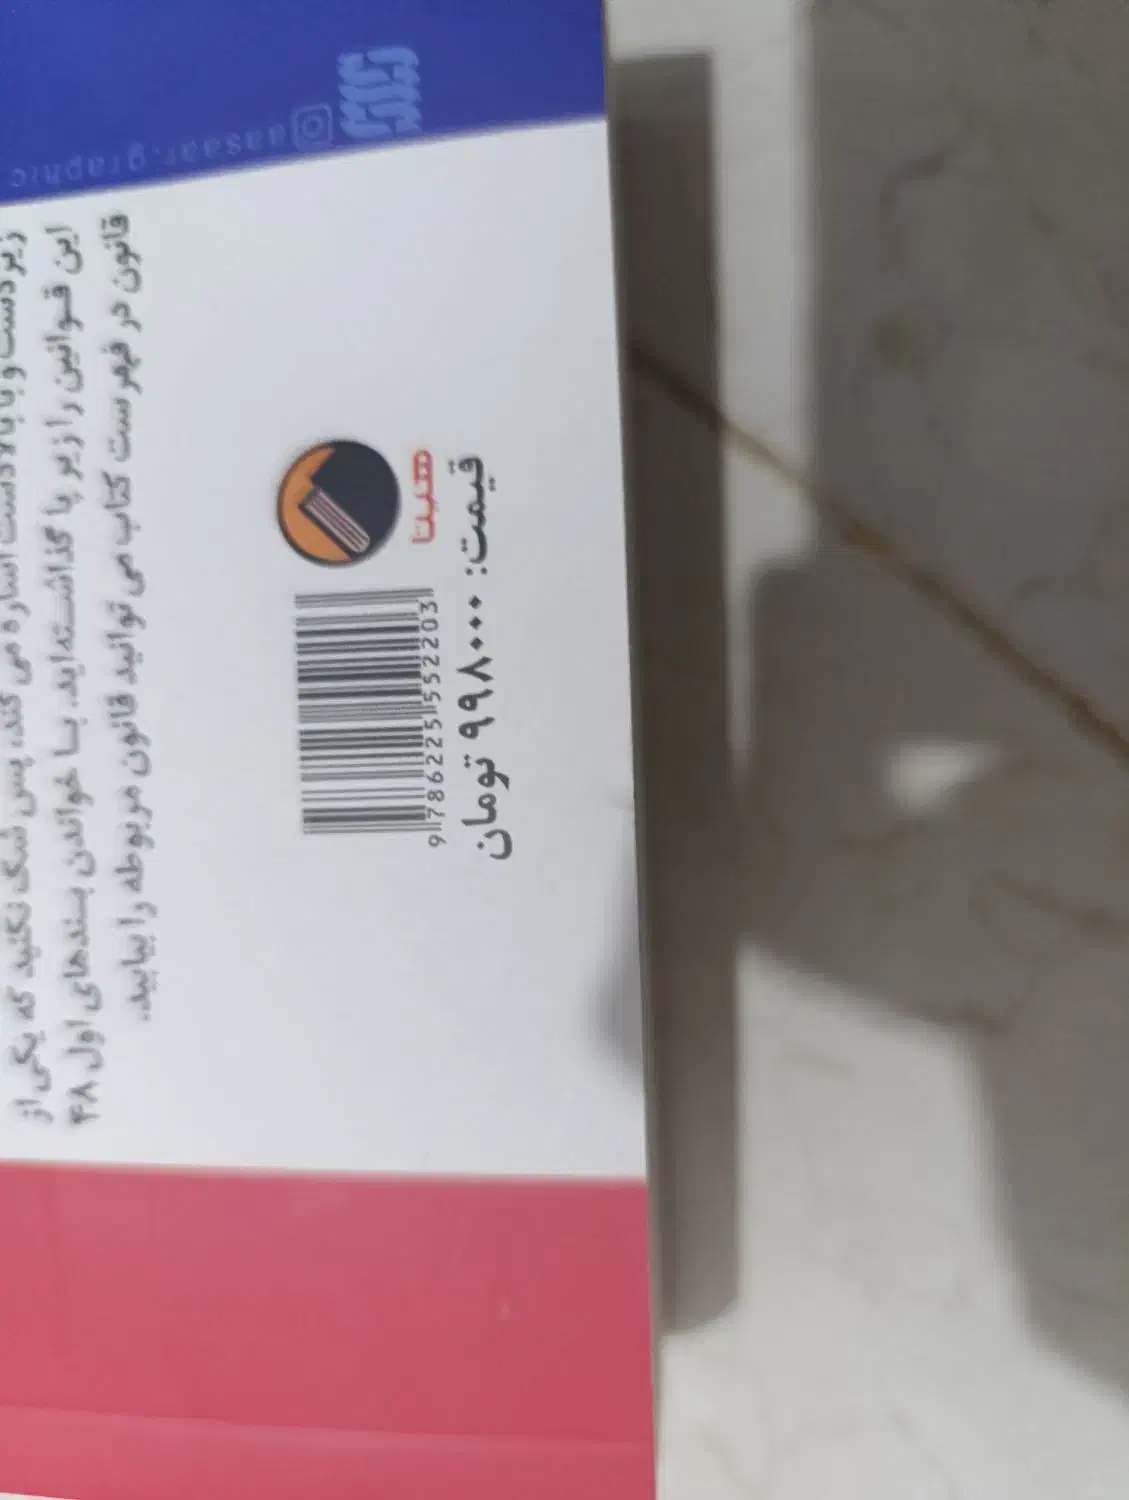 aasaar.graphic
زیردست و یا بالادست اشاره می کند، پس شک نکنید که یکی از
این قوانین را زیر پا گذاشته‌اید. با خواندن بندهای اول ۴۸
قانون در فهرست کتاب می توانید قانون مربوطه را بیابید.
9786225552203
قیمت: ۹۹۸۰۰۰ تومان